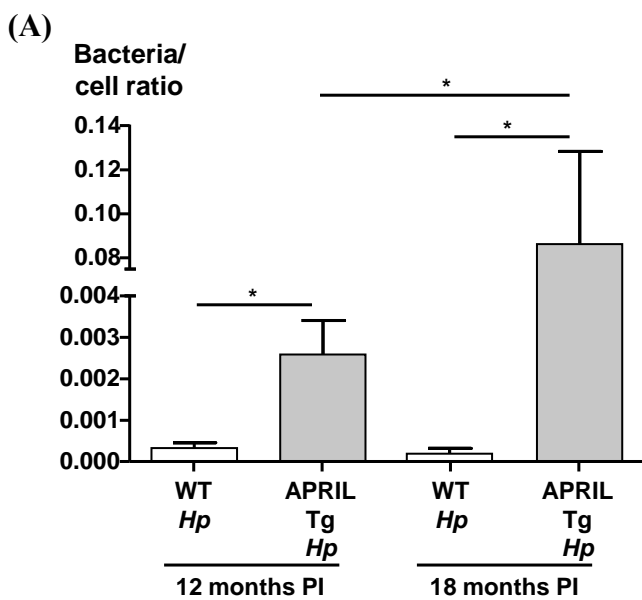 (A)
Bacteria/
cell ratio
*
*
0.14
0.12
0.10
0.08
0.004
*
0.003
0.002
0.001
0.000
WT
Hp
APRIL
Tg
Hp
WT
Hp
APRIL
Tg
Hp
12 months PI
18 months PI